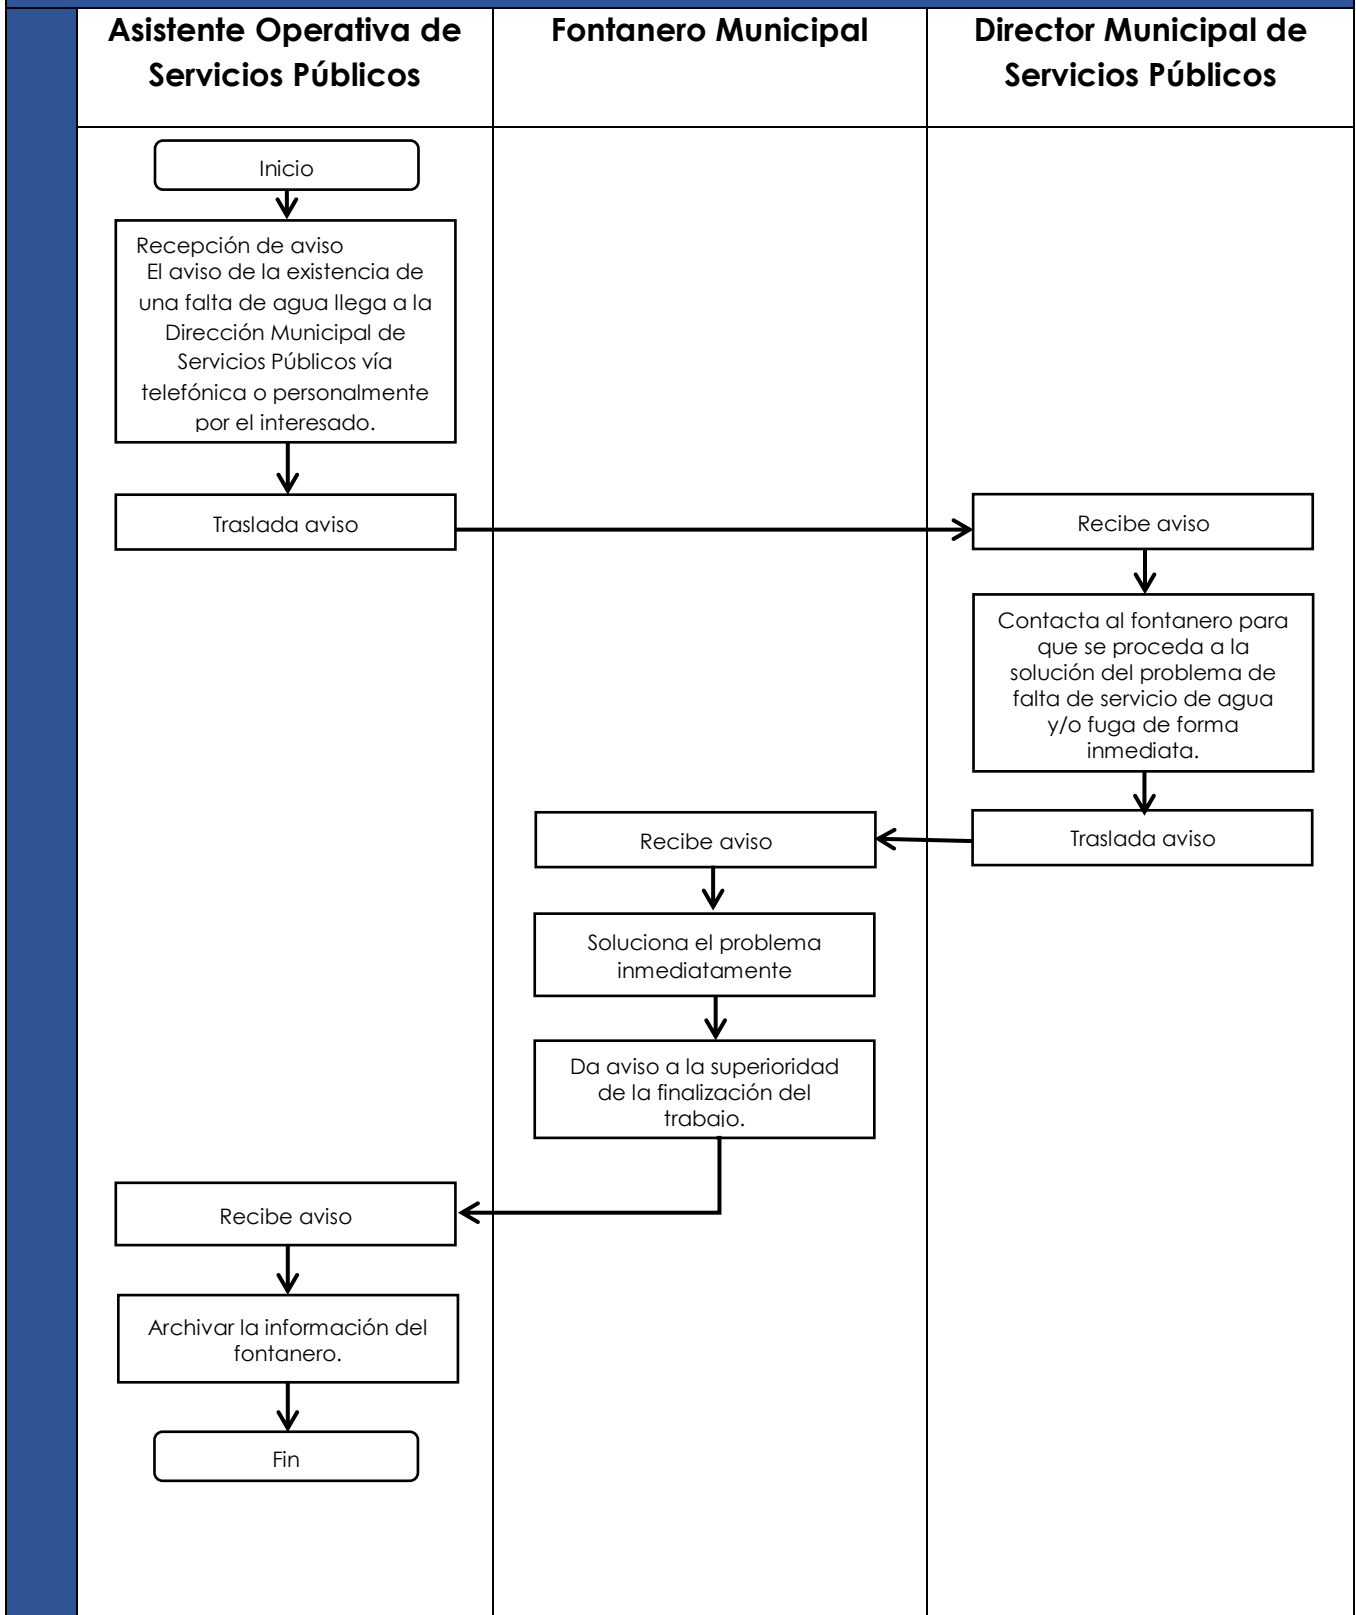 Asistente Operativa de
Servicios Públicos
Fontanero Municipal
Director Municipal de
Servicios Públicos
Inicio
Recepción de aviso
El aviso de la existencia de
una falta de agua llega a la
Dirección Municipal de
Servicios Públicos vía
telefónica o personalmente
por el interesado.
Traslada aviso
Recibe aviso
Contacta al fontanero para
que se proceda a la
solución del problema de
falta de servicio de agua
y/o fuga de forma
inmediata.
Traslada aviso
Recibe aviso
Soluciona el problema
inmediatamente
Da aviso a la superioridad
de la finalización del
trabajo.
Recibe aviso
Archivar la información del
fontanero.
Fin